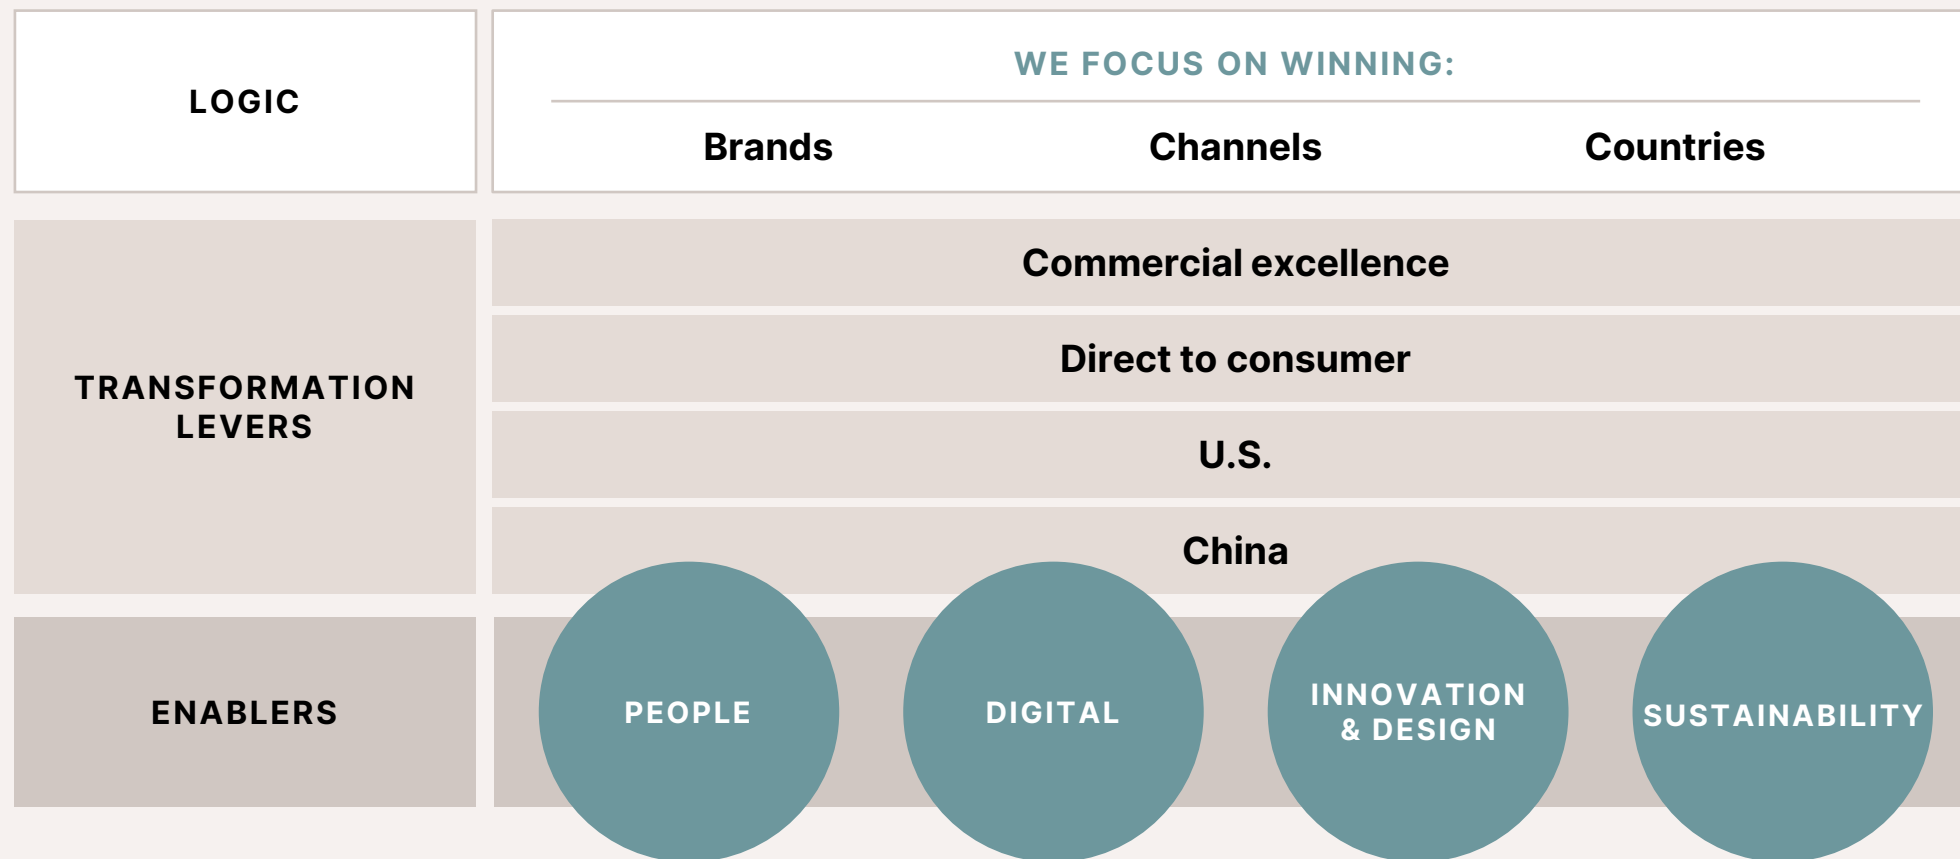 LOGIC
WE FOCUS ON WINNING:
Brands Channels Countries
TRANSFORMATION
LEVERS
Commercial excellence
Direct to consumer
U.S.
China
ENABLERS
PEOPLE
DIGITAL
INNOVATION
& DESIGN
SUSTAINABILITY